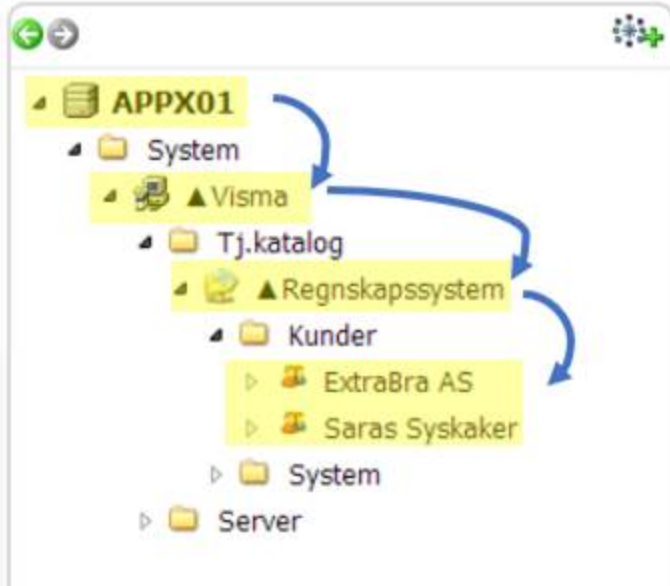 APPX01
System
▲Visma
Tj.katalog
▲Regnskapssystem
Kunder
ExtraBra AS
Saras Syskaker
System
Server